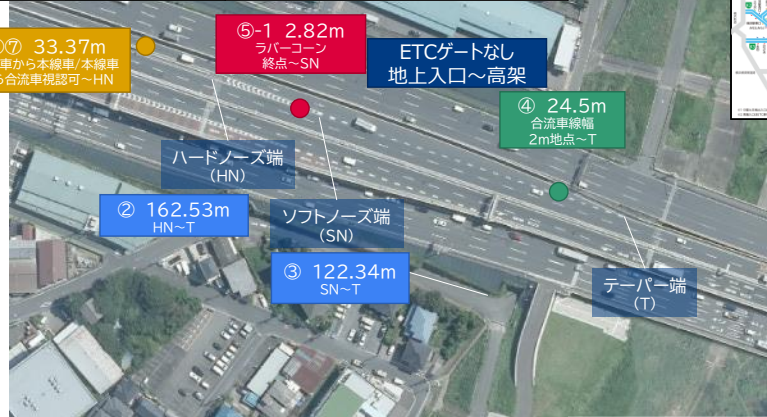 ⑦ 33.37m
車から本線車/本線車
合流車視認可～HN
⑤-1 2.82m
ラバーコーン
終点～SN
ETCゲートなし
地上入口～高架
④ 24.5m
合流車線幅
2m地点～T
ハードノーズ端
(HN)
② 162.53m
HN～T
ソフトノーズ端
(SN)
③ 122.34m
SN～T
テーパー端
(T)